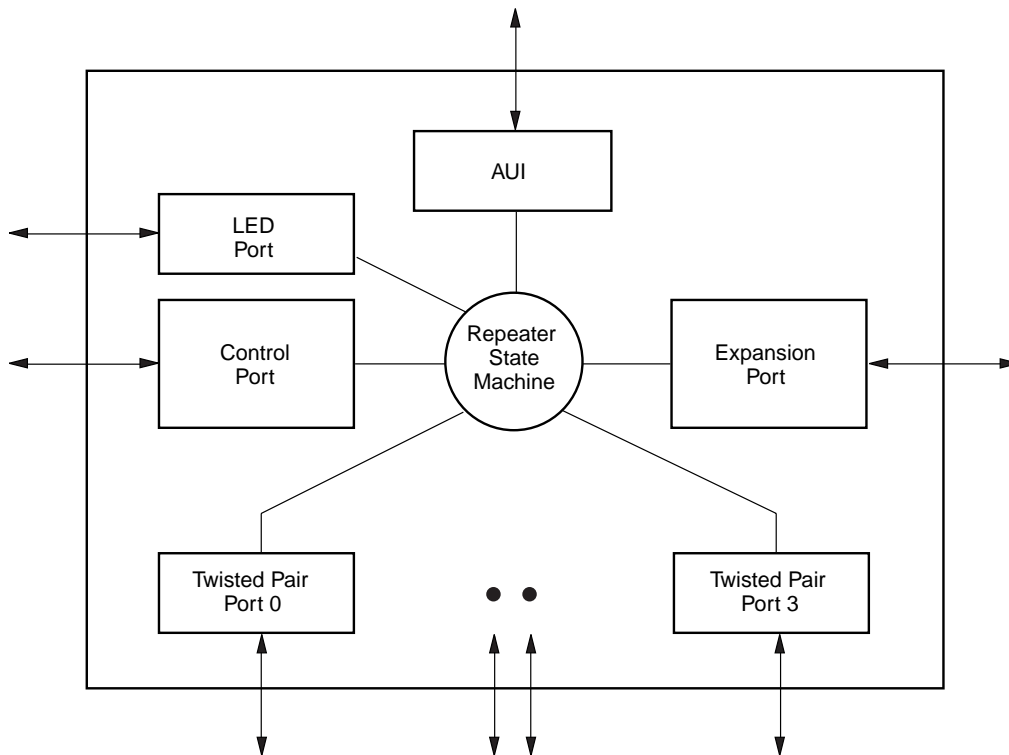 AUI
LED
Port
Control
Port
Repeater
State
Machine
Expansion
Port
Twisted Pair
Port 0
Twisted Pair
Port 3